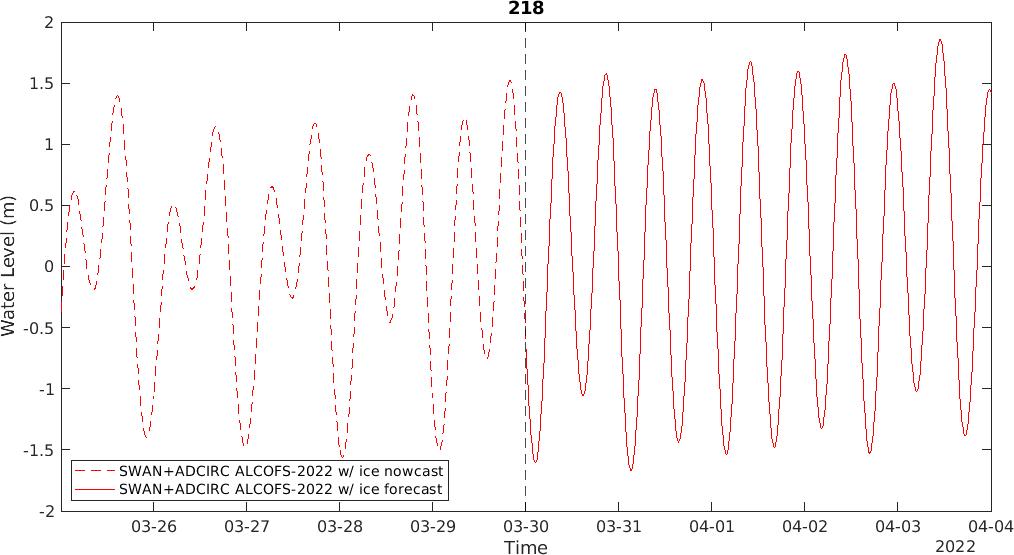 218
2
1.5
1
0.5
0
-0.5
-1
-1.5
-2
Water Level (m)
SWAN+ADCIRC ALCOFS-2022 w/ ice nowcast
SWAN+ADCIRC ALCOFS-2022 w/ ice forecast
03-26 03-27 03-28 03-29 03-30 03-31 04-01 04-02 04-03 04-04
Time
2022